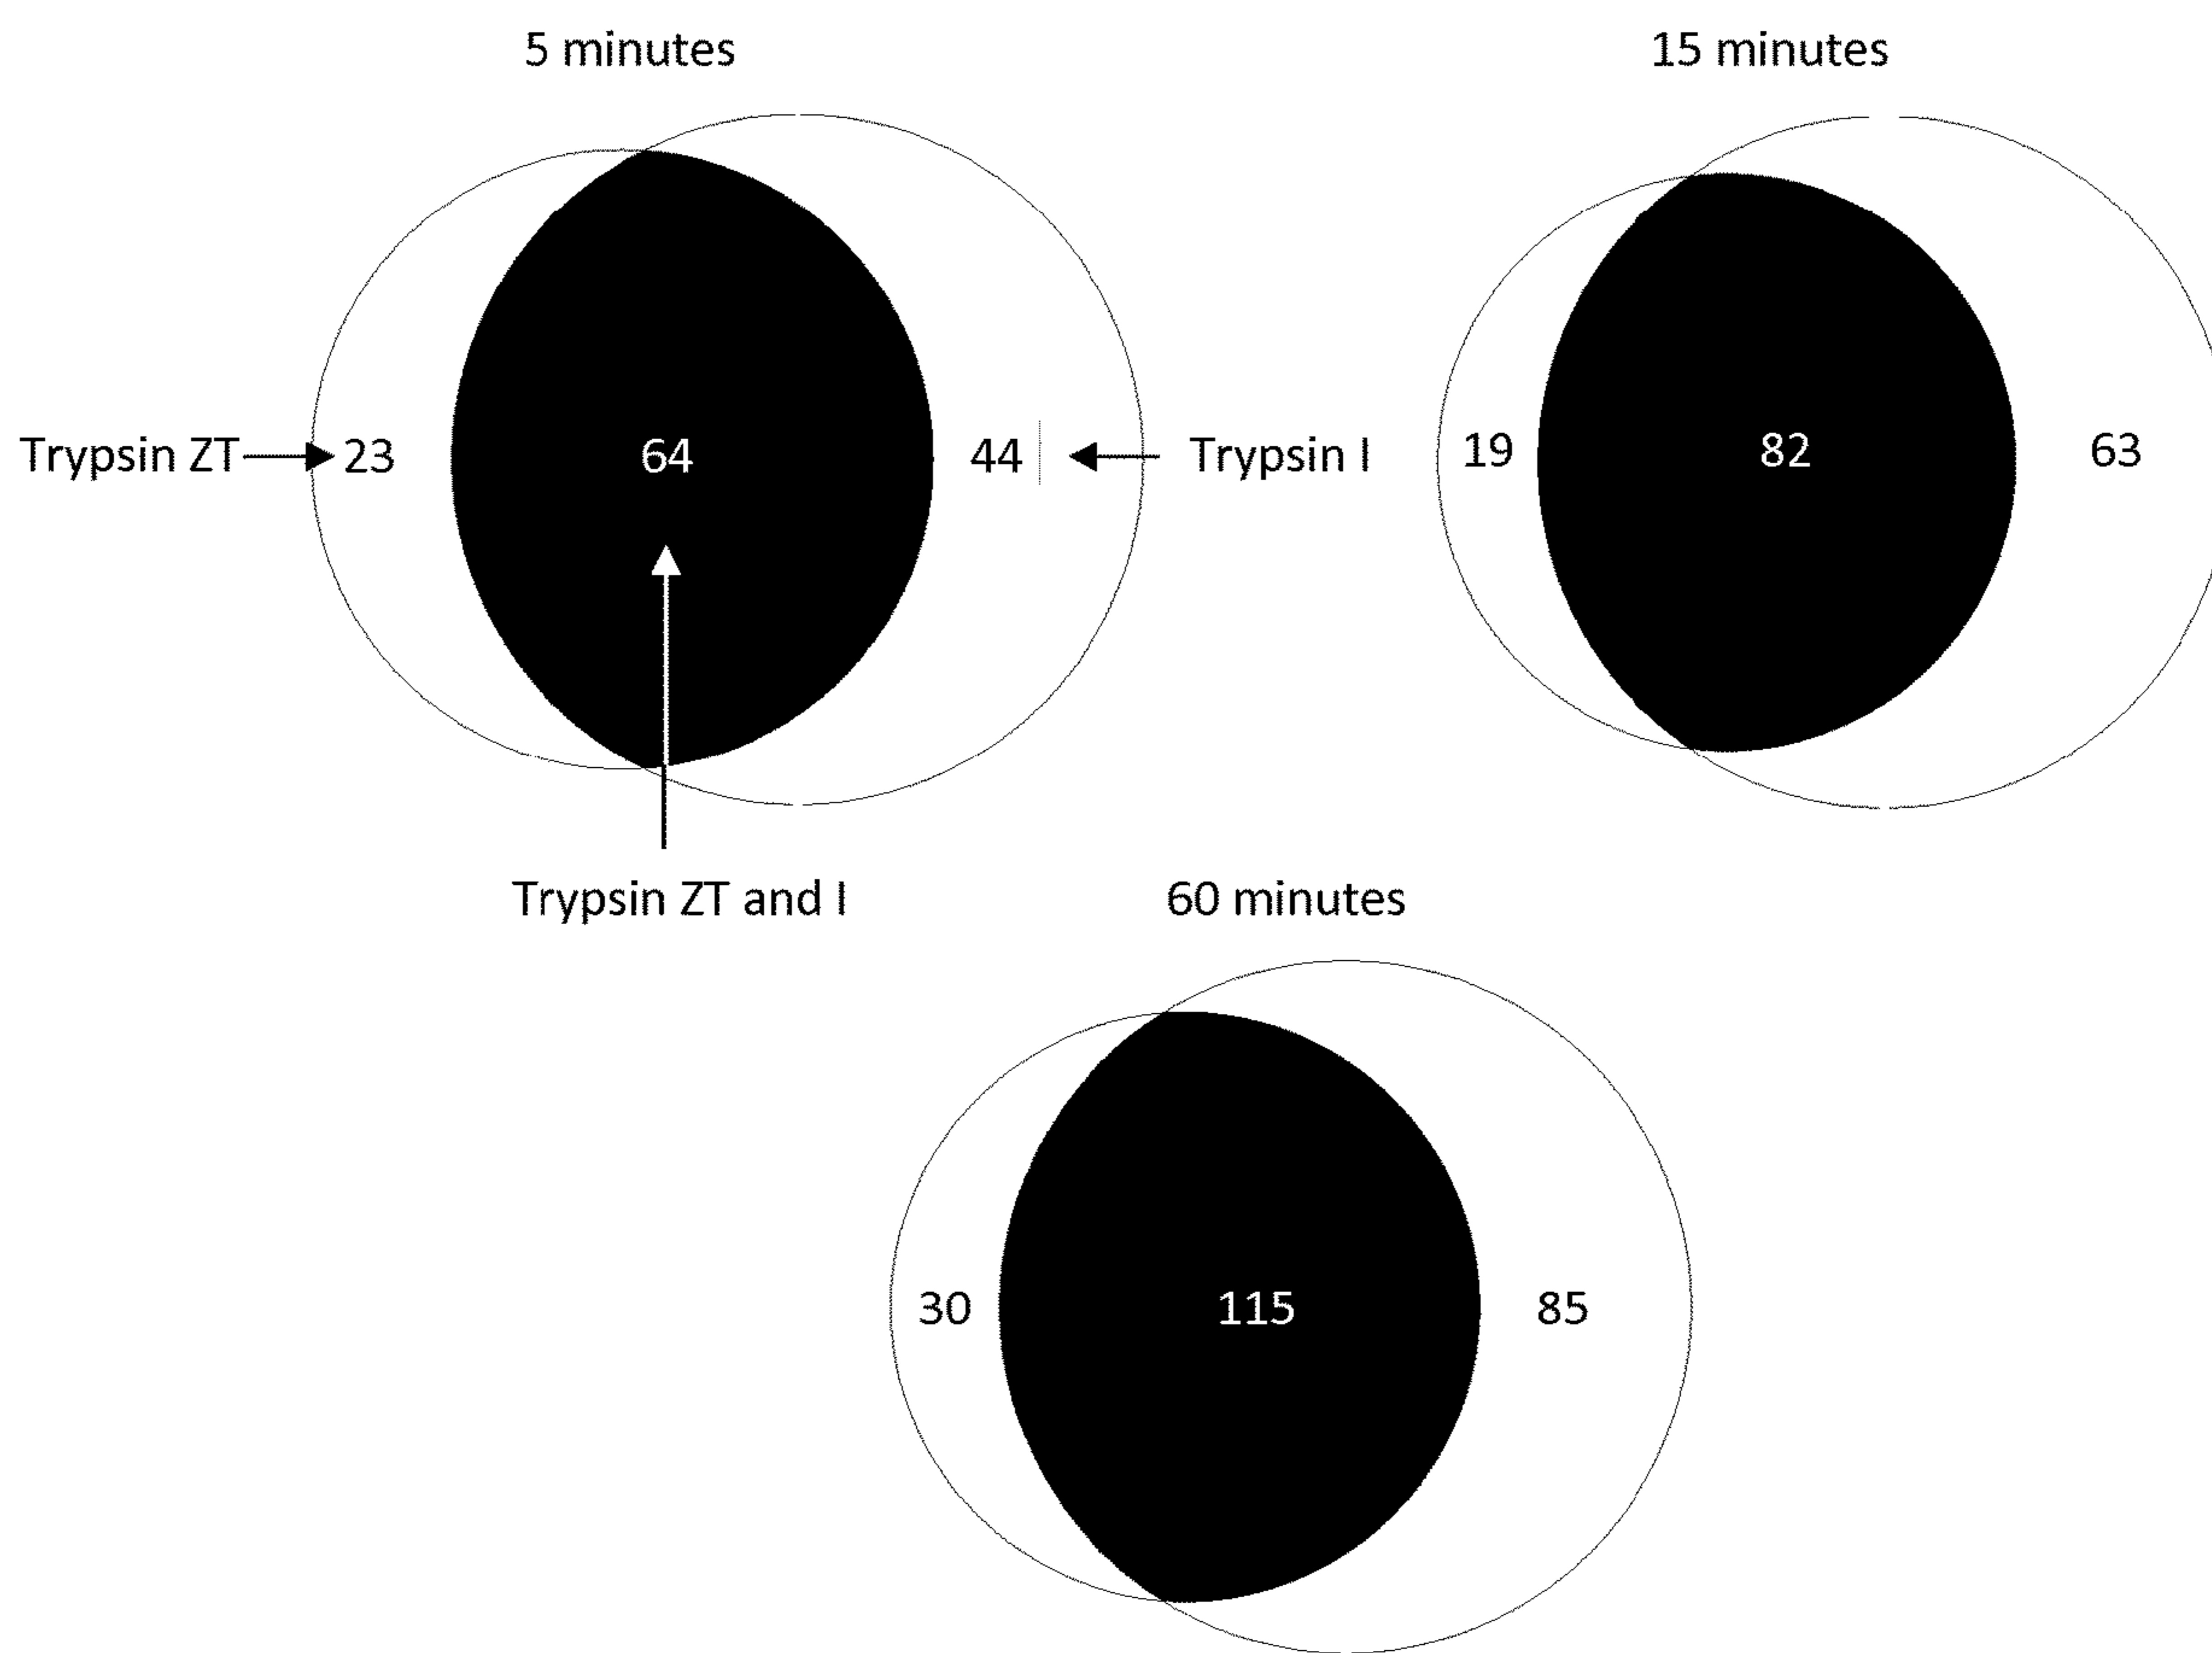 5 minutes
15 minutes
Trypsin ZT
23
64
44
Trypsin I
19
82
63
Trypsin ZT and I
60 minutes
30
115
85